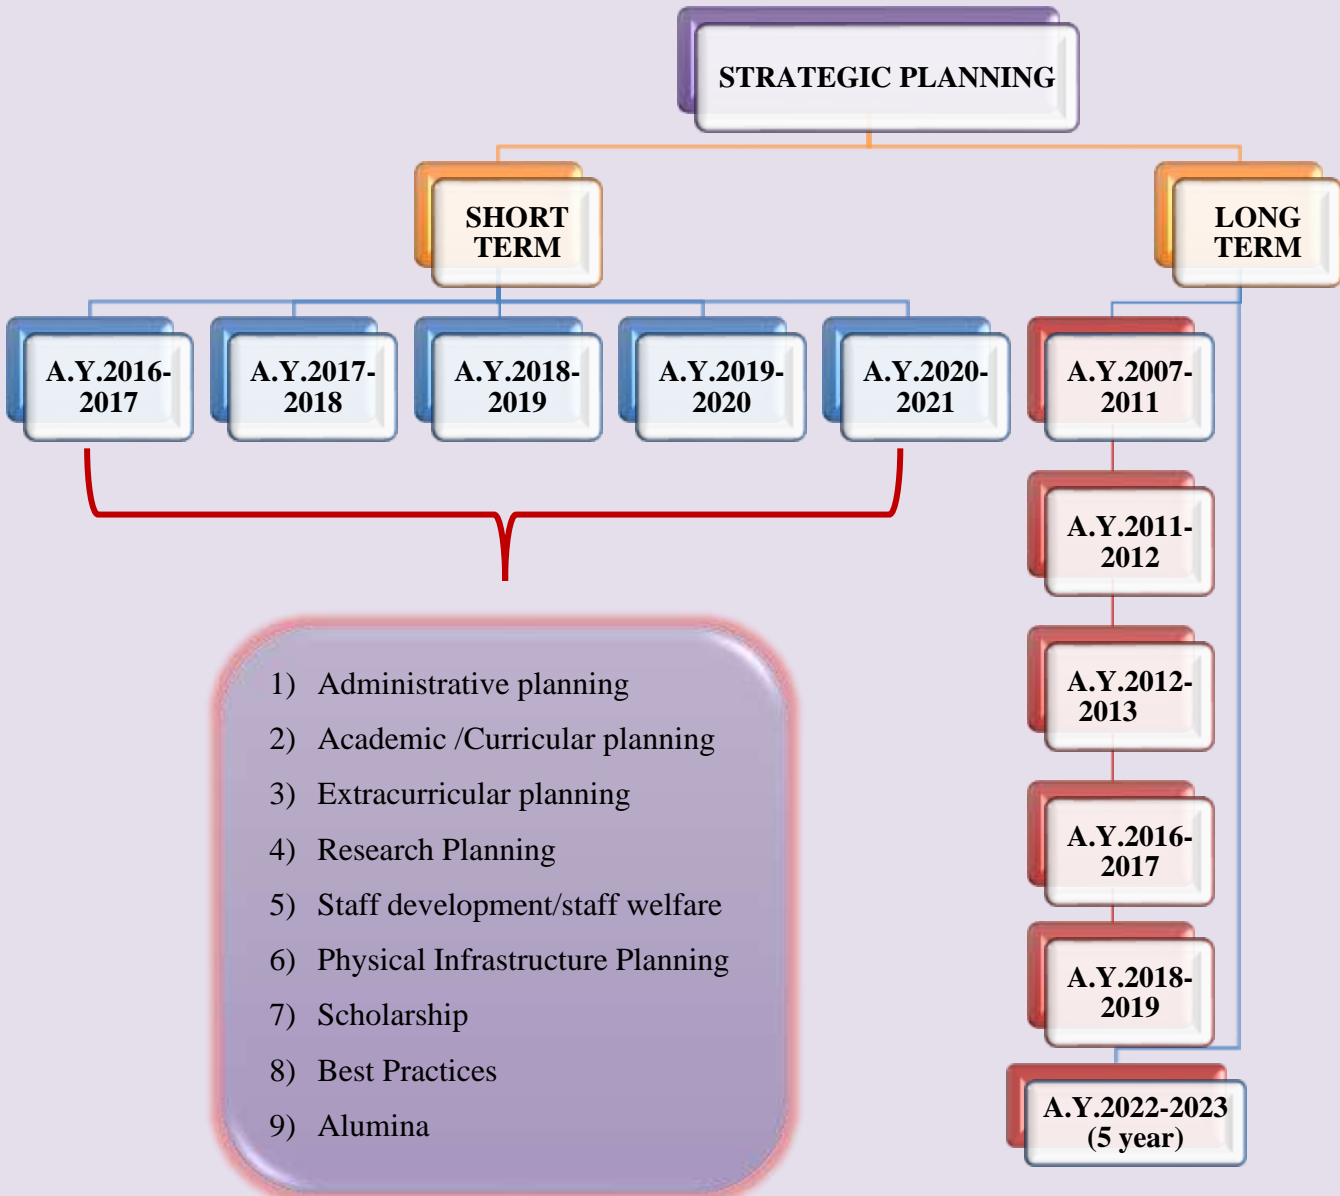 STRATEGIC PLANNING
SHORT
TERM
LONG
TERM
A.Y.2016-
2017
A.Y.2017-
2018
A.Y.2018-
2019
A.Y.2019-
2020
A.Y.2020-
2021
A.Y.2007-
2011
A.Y.2011-
2012
A.Y.2012-
2013
A.Y.2016-
2017
A.Y.2018-
2019
A.Y.2022-2023
(5 year)
1) Administrative planning
2) Academic /Curricular planning
3) Extracurricular planning
4) Research Planning
5) Staff development/staff welfare
6) Physical Infrastructure Planning
7) Scholarship
8) Best Practices
9) Alumina